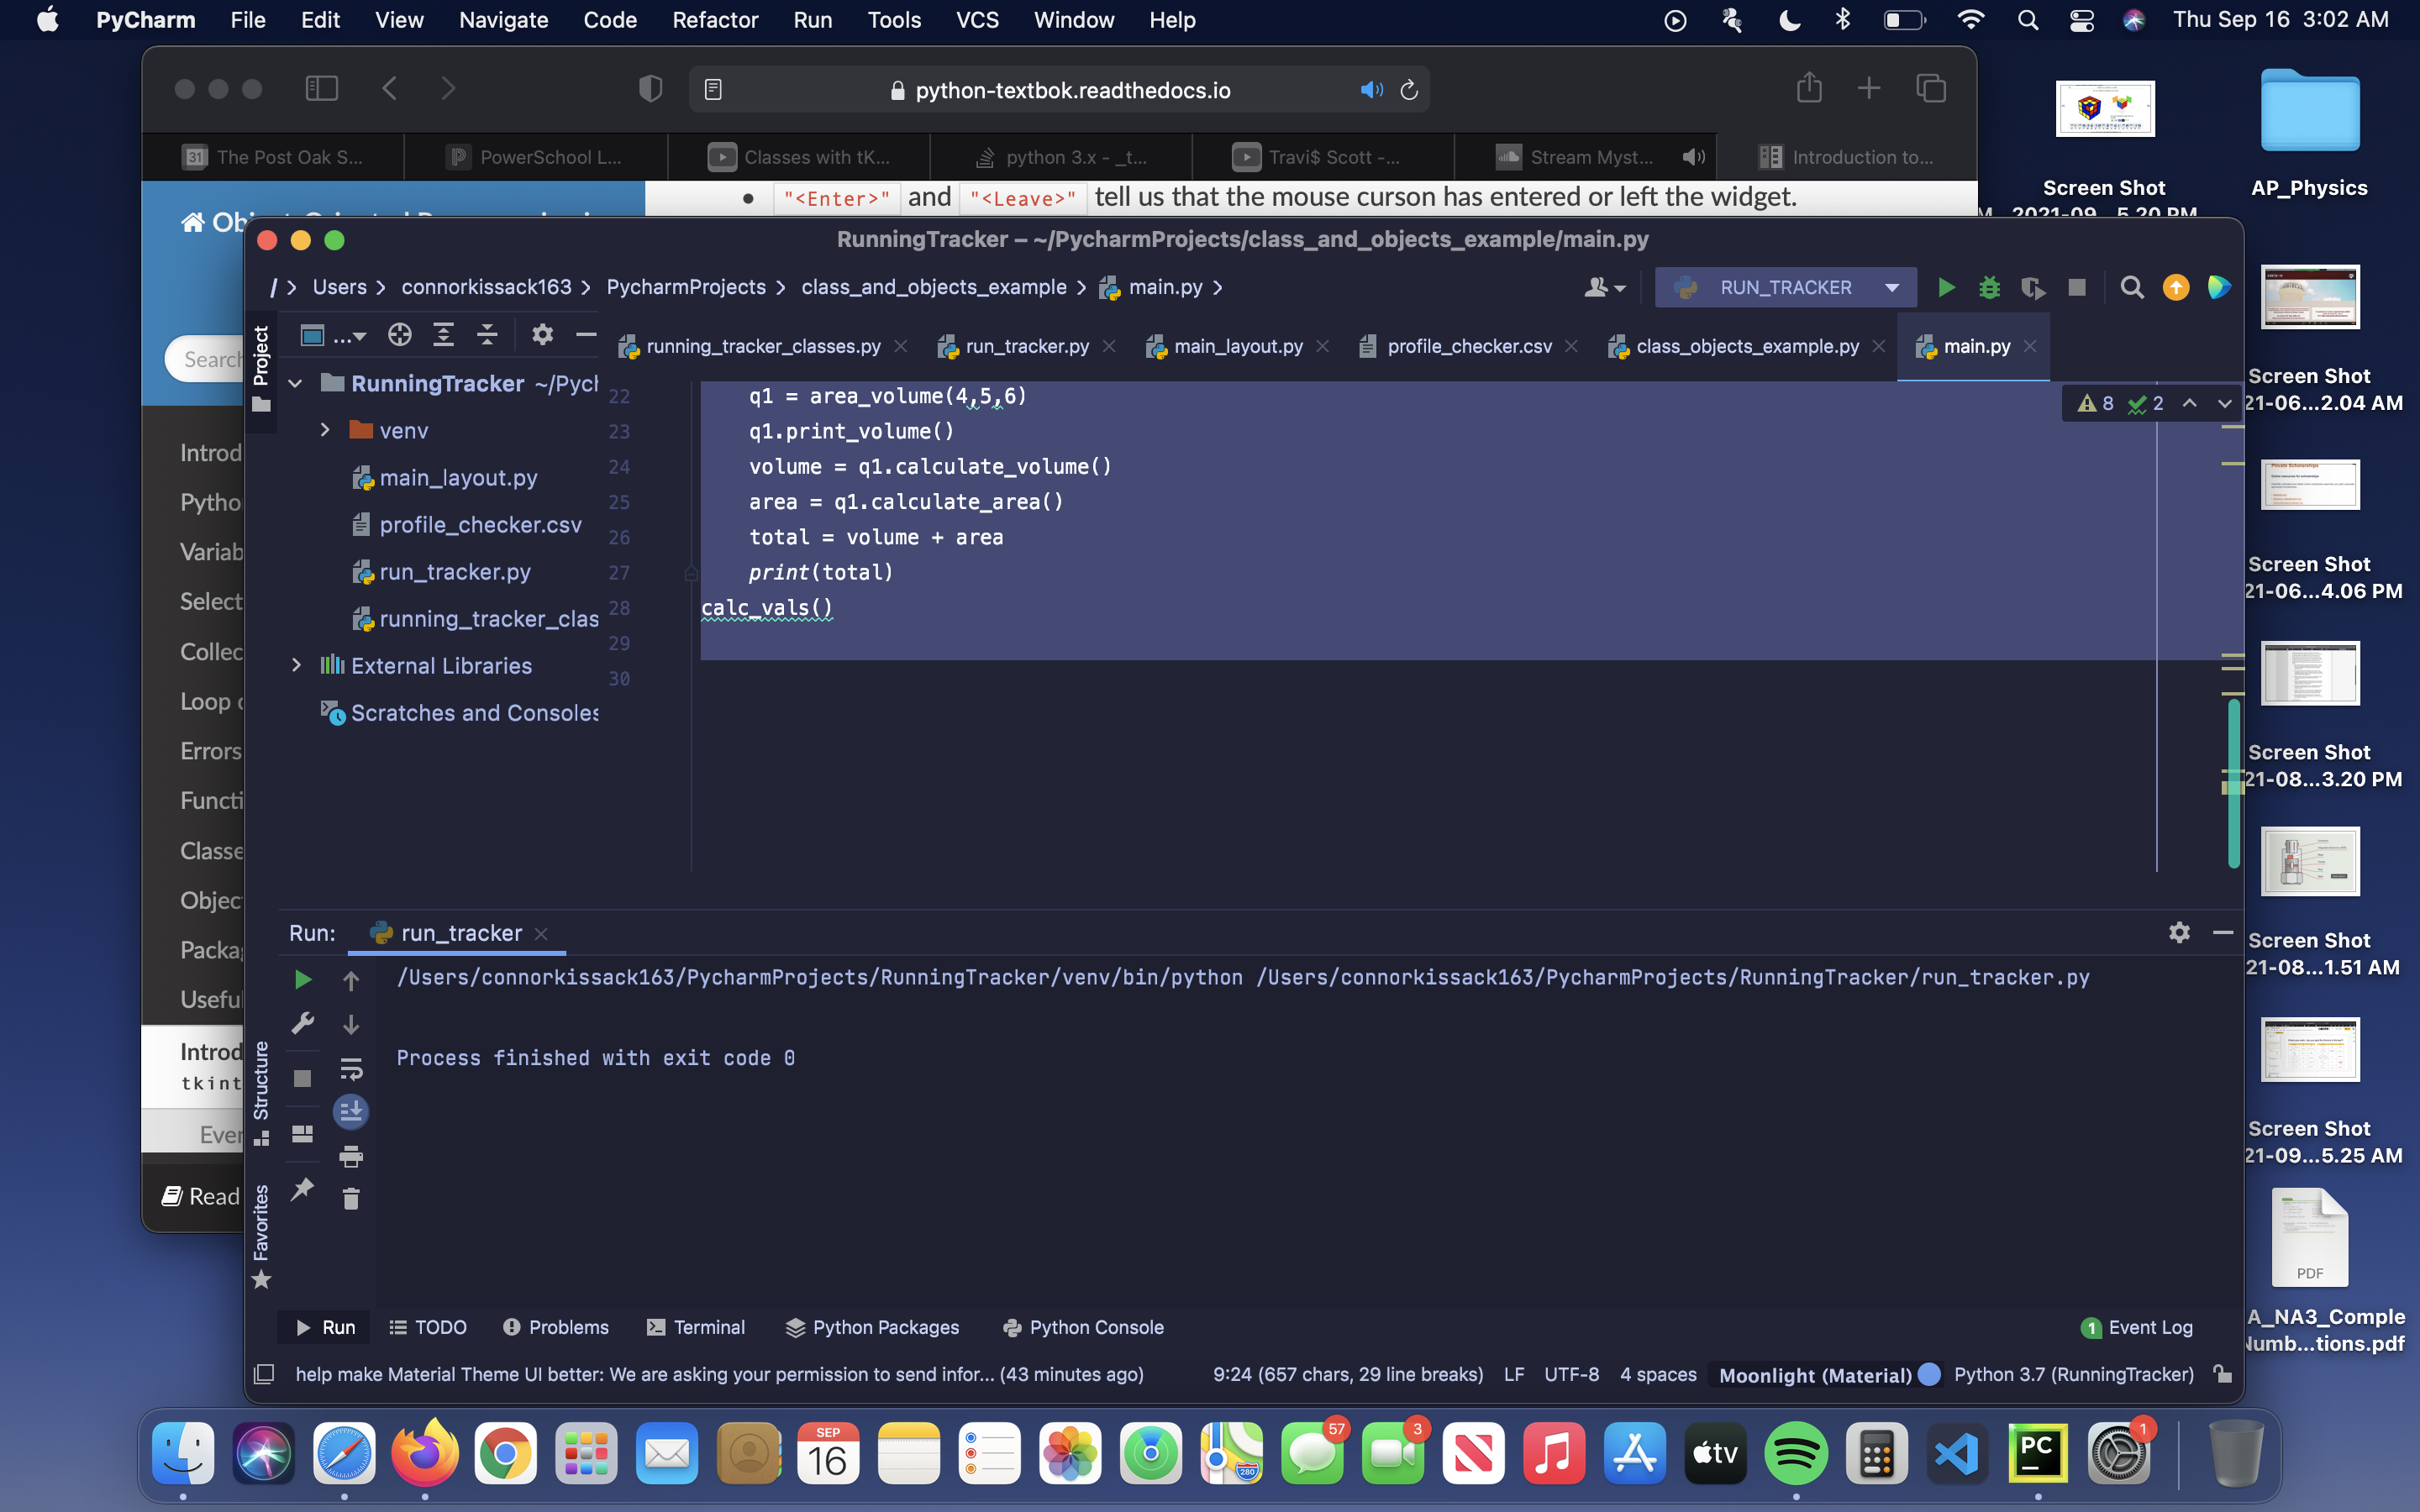 PyCharm File Edit View Navigate Code Refactor Run Tools VCS Window Help Thu Sep 16 3:02 AM
python-textbok.readthedocs.io
31 The Post Oak S... PowerSchool L... Classes with tK... python 3.x - _t... Travi$ Scott -... Stream Myst... Introduction to...
"<Enter>" and "<Leave>" tell us that the mouse curson has entered or left the widget.
Search
Introd
Pytho
Variab
Select
Collec
Loop
Errors
Functi
Classe
Objec
Packa
Useful
Introd
tkint
Even
Read
RunningTracker – ~/PycharmProjects/class_and_objects_example/main.py
/ > Users > connorkissack163 > PycharmProjects > class_and_objects_example > main.py > RUN_TRACKER
Project ... running_tracker_classes.py run_tracker.py main_layout.py profile_checker.csv class_objects_example.py main.py
RunningTracker ~/Pych
venv
main_layout.py
profile_checker.csv
run_tracker.py
running_tracker_clas
External Libraries
Scratches and Consoles
8 2
22 q1 = area_volume(4,5,6)
23 q1.print_volume()
24 volume = q1.calculate_volume()
25 area = q1.calculate_area()
26 total = volume + area
27 print(total)
28 calc_vals()
29
30
Run: run_tracker
/Users/connorkissack163/PycharmProjects/RunningTracker/venv/bin/python /Users/connorkissack163/PycharmProjects/RunningTracker/run_tracker.py
Process finished with exit code 0
Structure
Favorites
Run TODO Problems Terminal Python Packages Python Console 1 Event Log
help make Material Theme UI better: We are asking your permission to send infor... (43 minutes ago) 9:24 (657 chars, 29 line breaks) LF UTF-8 4 spaces Moonlight (Material) Python 3.7 (RunningTracker)
Screen Shot
AP_Physics
Screen Shot
21-06...2.04 AM
Screen Shot
21-06...4.06 PM
Screen Shot
21-08...3.20 PM
Screen Shot
21-08...1.51 AM
Screen Shot
21-09...5.25 AM
PDF
A_NA3_Comple
Numb...tions.pdf
SEP
16
280
57
3
tv
PC
1